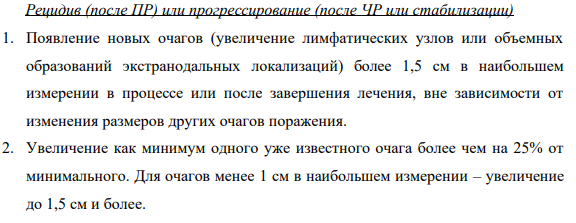 Рецидив (после ПР) или прогрессирование (после ЧР или стабилизации)
1. Появление новых очагов (увеличение лимфатических узлов или объемных
образований экстранодальных локализаций) более 1,5 см в наибольшем
измерении в процессе или после завершения лечения, вне зависимости от
изменения размеров других очагов поражения.
2. Увеличение как минимум одного уже известного очага более чем на 25% от
минимального. Для очагов менее 1 см в наибольшем измерении – увеличение
до 1,5 см и более.